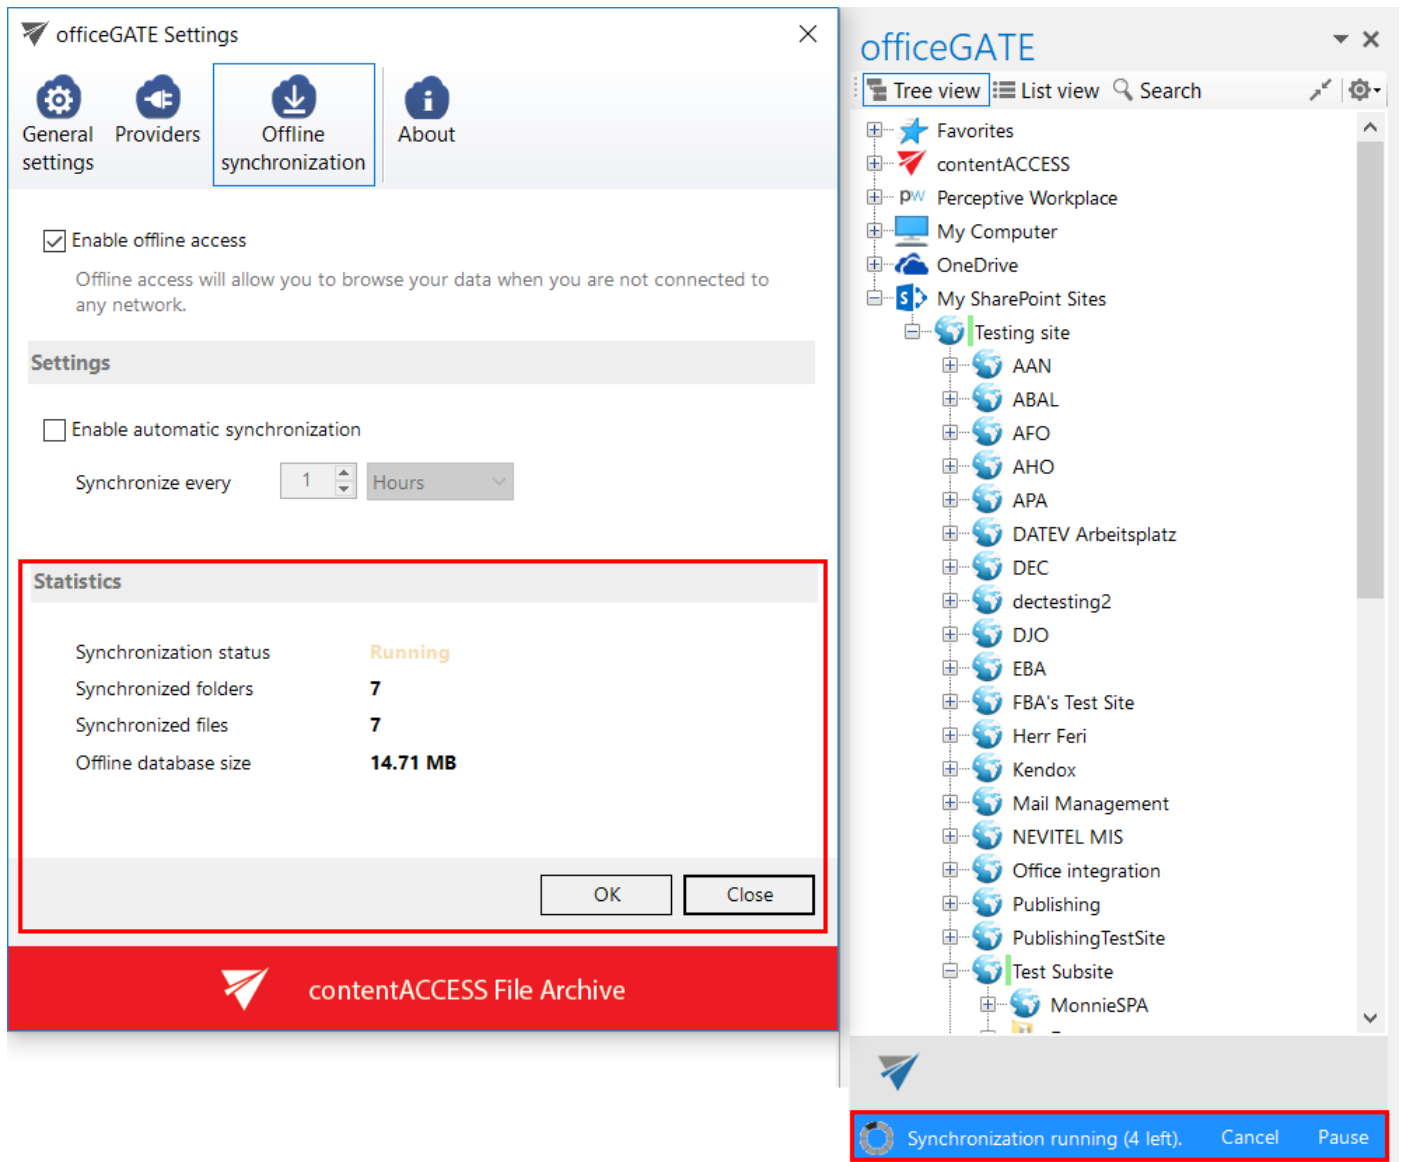 officeGATE Settings
General settings
Providers
Offline synchronization
About
Enable offline access
Offline access will allow you to browse your data when you are not connected to
any network.
Settings
Enable automatic synchronization
Synchronize every 1 Hours
Statistics
Synchronization status Running
Synchronized folders 7
Synchronized files 7
Offline database size 14.71 MB
OK Close
contentACCESS File Archive
officeGATE
Tree view List view Search
Favorites
contentACCESS
pw Perceptive Workplace
My Computer
OneDrive
S My SharePoint Sites
Testing site
AAN
ABAL
AFO
AHO
APA
DATEV Arbeitsplatz
DEC
dectesting2
DJO
EBA
FBA's Test Site
Herr Feri
Kendox
Mail Management
NEVITEL MIS
Office integration
Publishing
PublishingTestSite
Test Subsite
MonnieSPA
Synchronization running (4 left). Cancel Pause